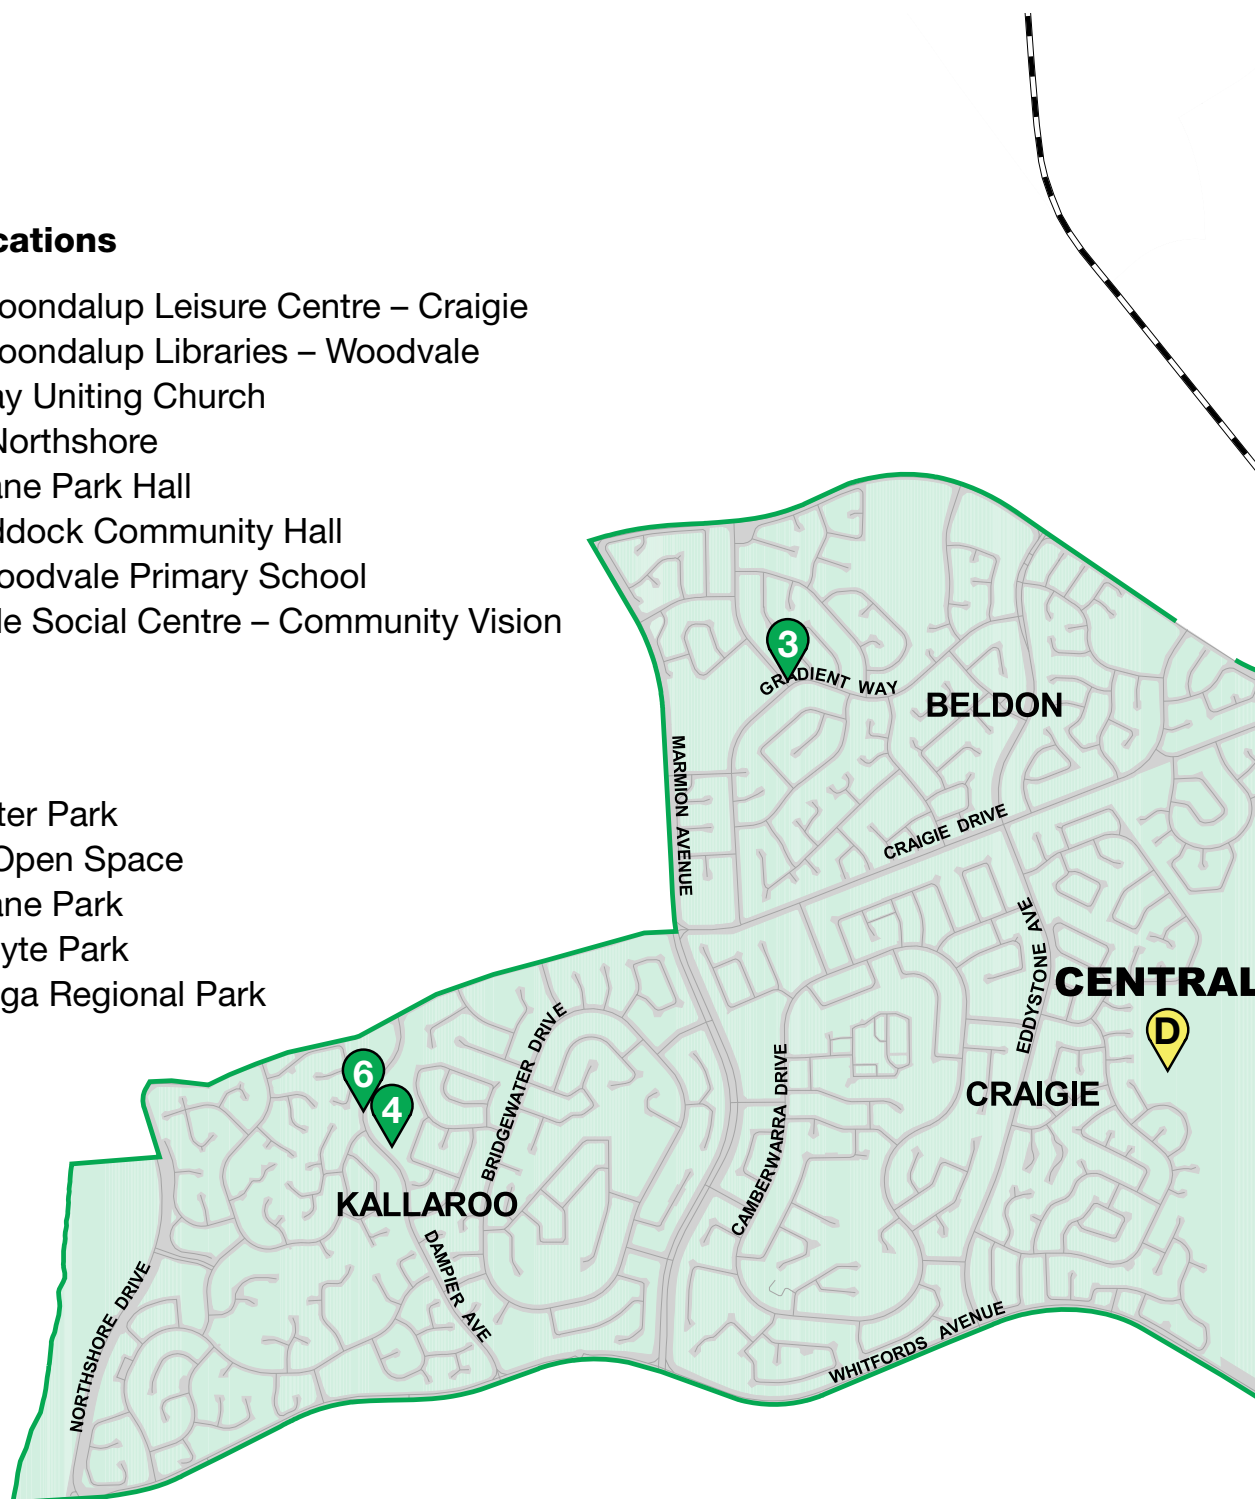 cations
oondalup Leisure Centre – Craigie
oondalup Libraries – Woodvale
ay Uniting Church
Northshore
ane Park Hall
ddock Community Hall
oodvale Primary School
le Social Centre – Community Vision
ter Park
Open Space
ane Park
yte Park
ga Regional Park
3
GRADIENT WAY
BELDON
MARMION AVENUE
CRAIGIE DRIVE
EDDYSTONE AVE
CENTRAL
D
CRAIGIE
6
4
BRIDGEWATER DRIVE
CAMBERWARRA DRIVE
KALLAROO
DAMPIER AVE
NORTHSHORE DRIVE
WHITFORDS AVENUE